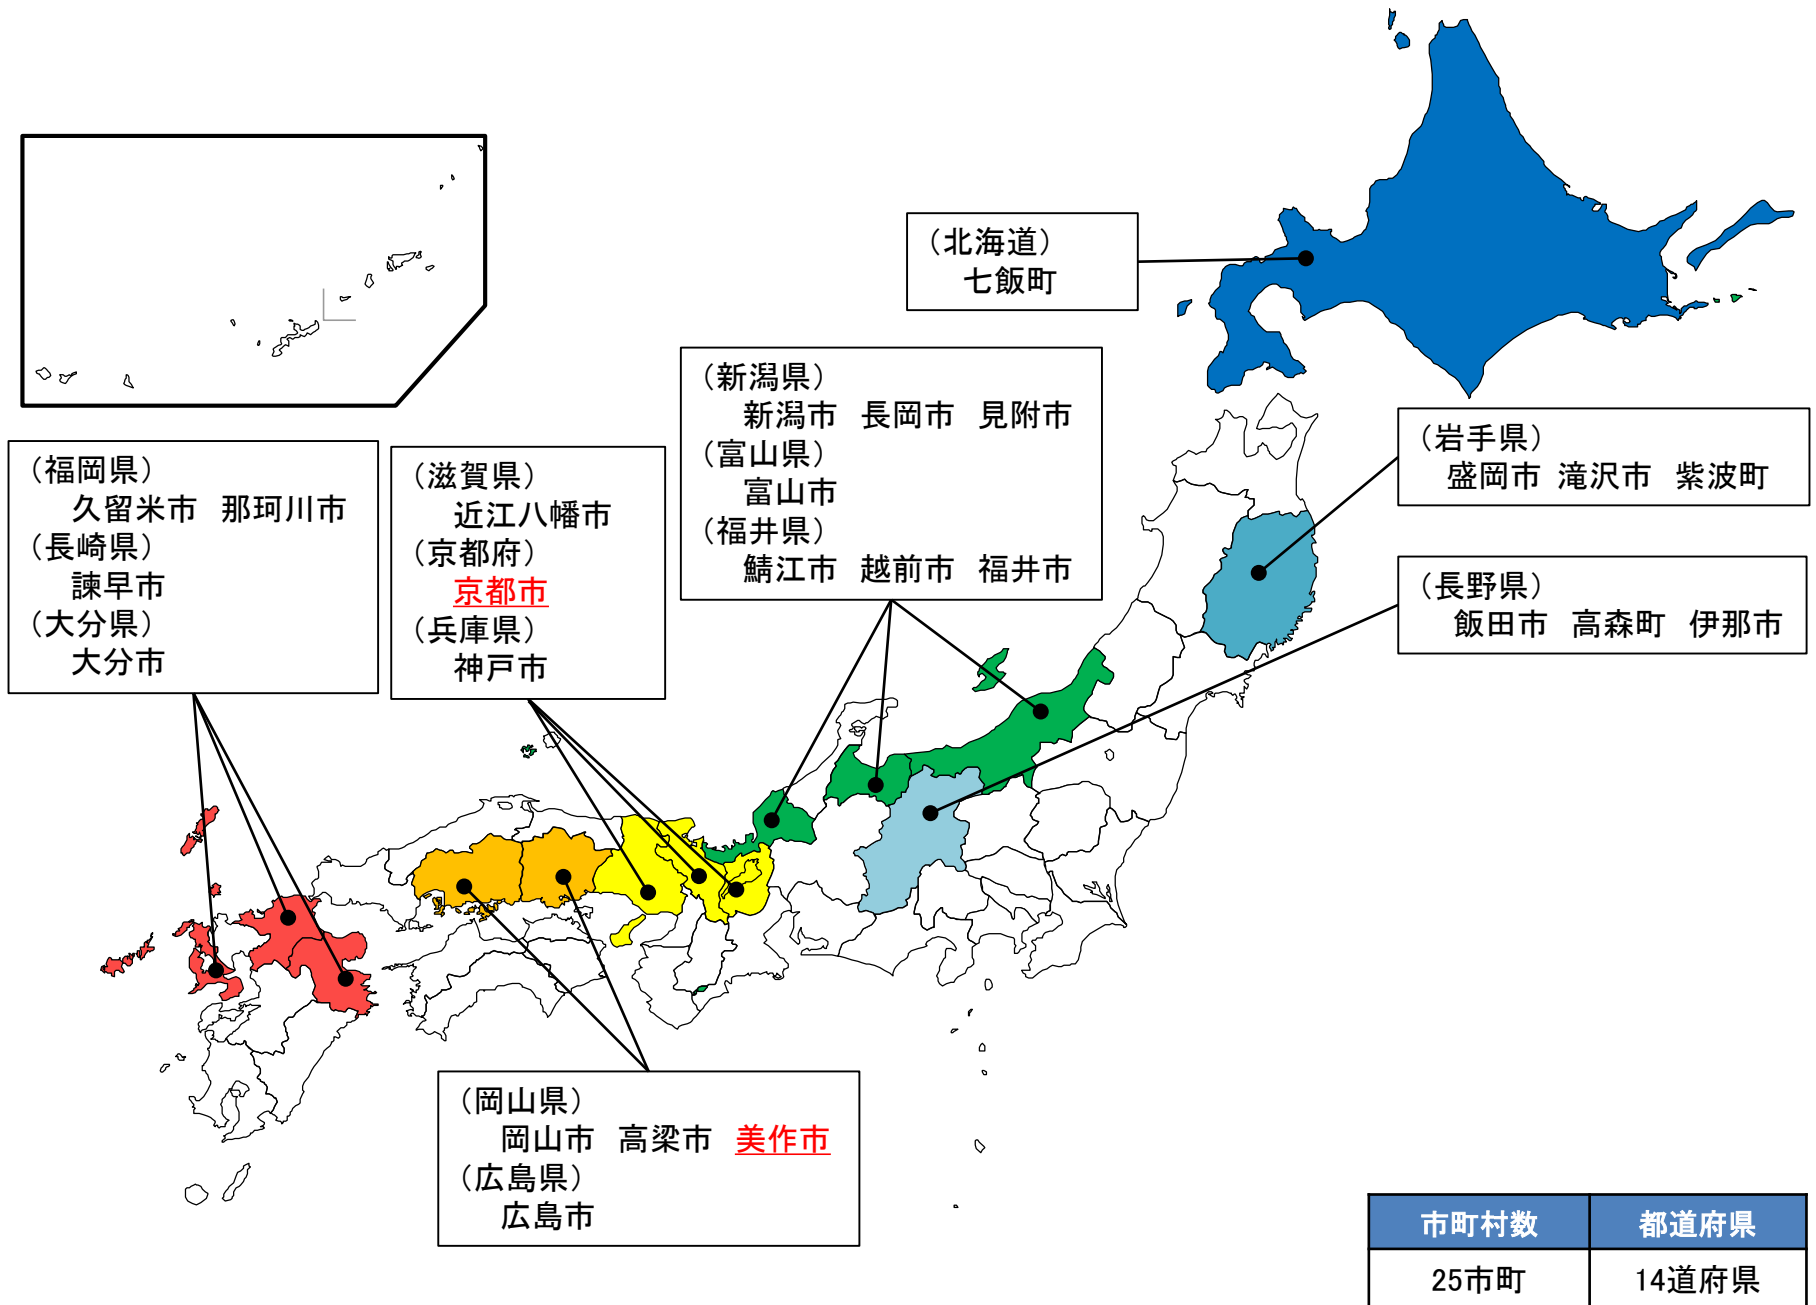 （北海道）
七飯町
（新潟県）
新潟市　長岡市　見附市
（富山県）
富山市
（福井県）
鯖江市　越前市　福井市
（岩手県）
盛岡市 滝沢市　紫波町
（福岡県）
久留米市　那珂川市
（長崎県）
諫早市
（大分県）
大分市
（滋賀県）
近江八幡市
（京都府）
京都市
（兵庫県）
神戸市
（長野県）
飯田市　高森町　伊那市
（岡山県）
岡山市　高梁市　美作市
（広島県）
広島市
市町村数　都道府県
25市町　14道府県